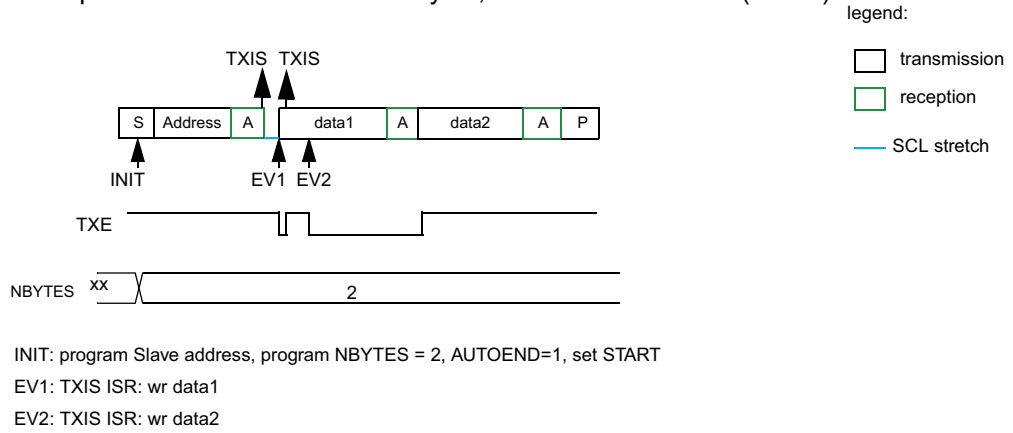 legend:
transmission
reception
SCL stretch
TXIS TXIS
S Address A data1 A data2 A P
INIT EV1 EV2
TXE
NBYTES xx 2
INIT: program Slave address, program NBYTES = 2, AUTOEND=1, set START
EV1: TXIS ISR: wr data1
EV2: TXIS ISR: wr data2